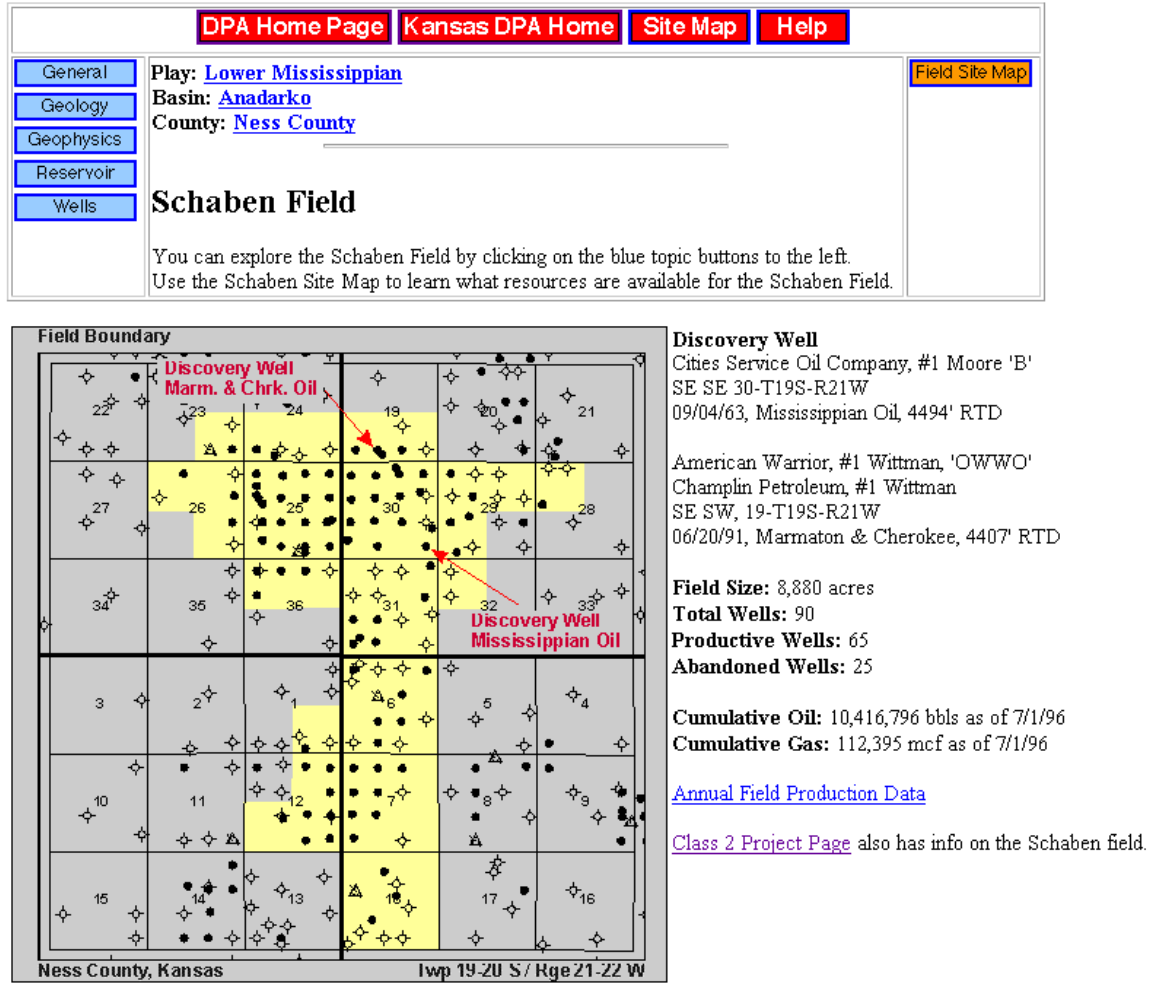 DPA Home Page Kansas DPA Home Site Map Help
General
Geology
Geophysics
Reservoir
Wells
Play: Lower Mississippian
Basin: Anadarko
County: Ness County
Field Site Map
Schaben Field
You can explore the Schaben Field by clicking on the blue topic buttons to the left.
Use the Schaben Site Map to learn what resources are available for the Schaben Field.
Field Boundary
Discovery Well
Marm. & Chrk. Oil
22 23 24 19 20 21
27 26 25 30 29 28
34 35 36 31 32 33
Discovery Well
Mississippian Oil
3 2 1 6 5 4
10 11 12 7 8 9
15 14 13 18 17 16
Ness County, Kansas Twp 19-20 S / Rge 21-22 W
Discovery Well
Cities Service Oil Company, #1 Moore 'B'
SE SE 30-T19S-R21W
09/04/63, Mississippian Oil, 4494' RTD
American Warrior, #1 Wittman, 'OWWO'
Champlin Petroleum, #1 Wittman
SE SW, 19-T19S-R21W
06/20/91, Marmaton & Cherokee, 4407' RTD
Field Size: 8,880 acres
Total Wells: 90
Productive Wells: 65
Abandoned Wells: 25
Cumulative Oil: 10,416,796 bbls as of 7/1/96
Cumulative Gas: 112,395 mcf as of 7/1/96
Annual Field Production Data
Class 2 Project Page also has info on the Schaben field.